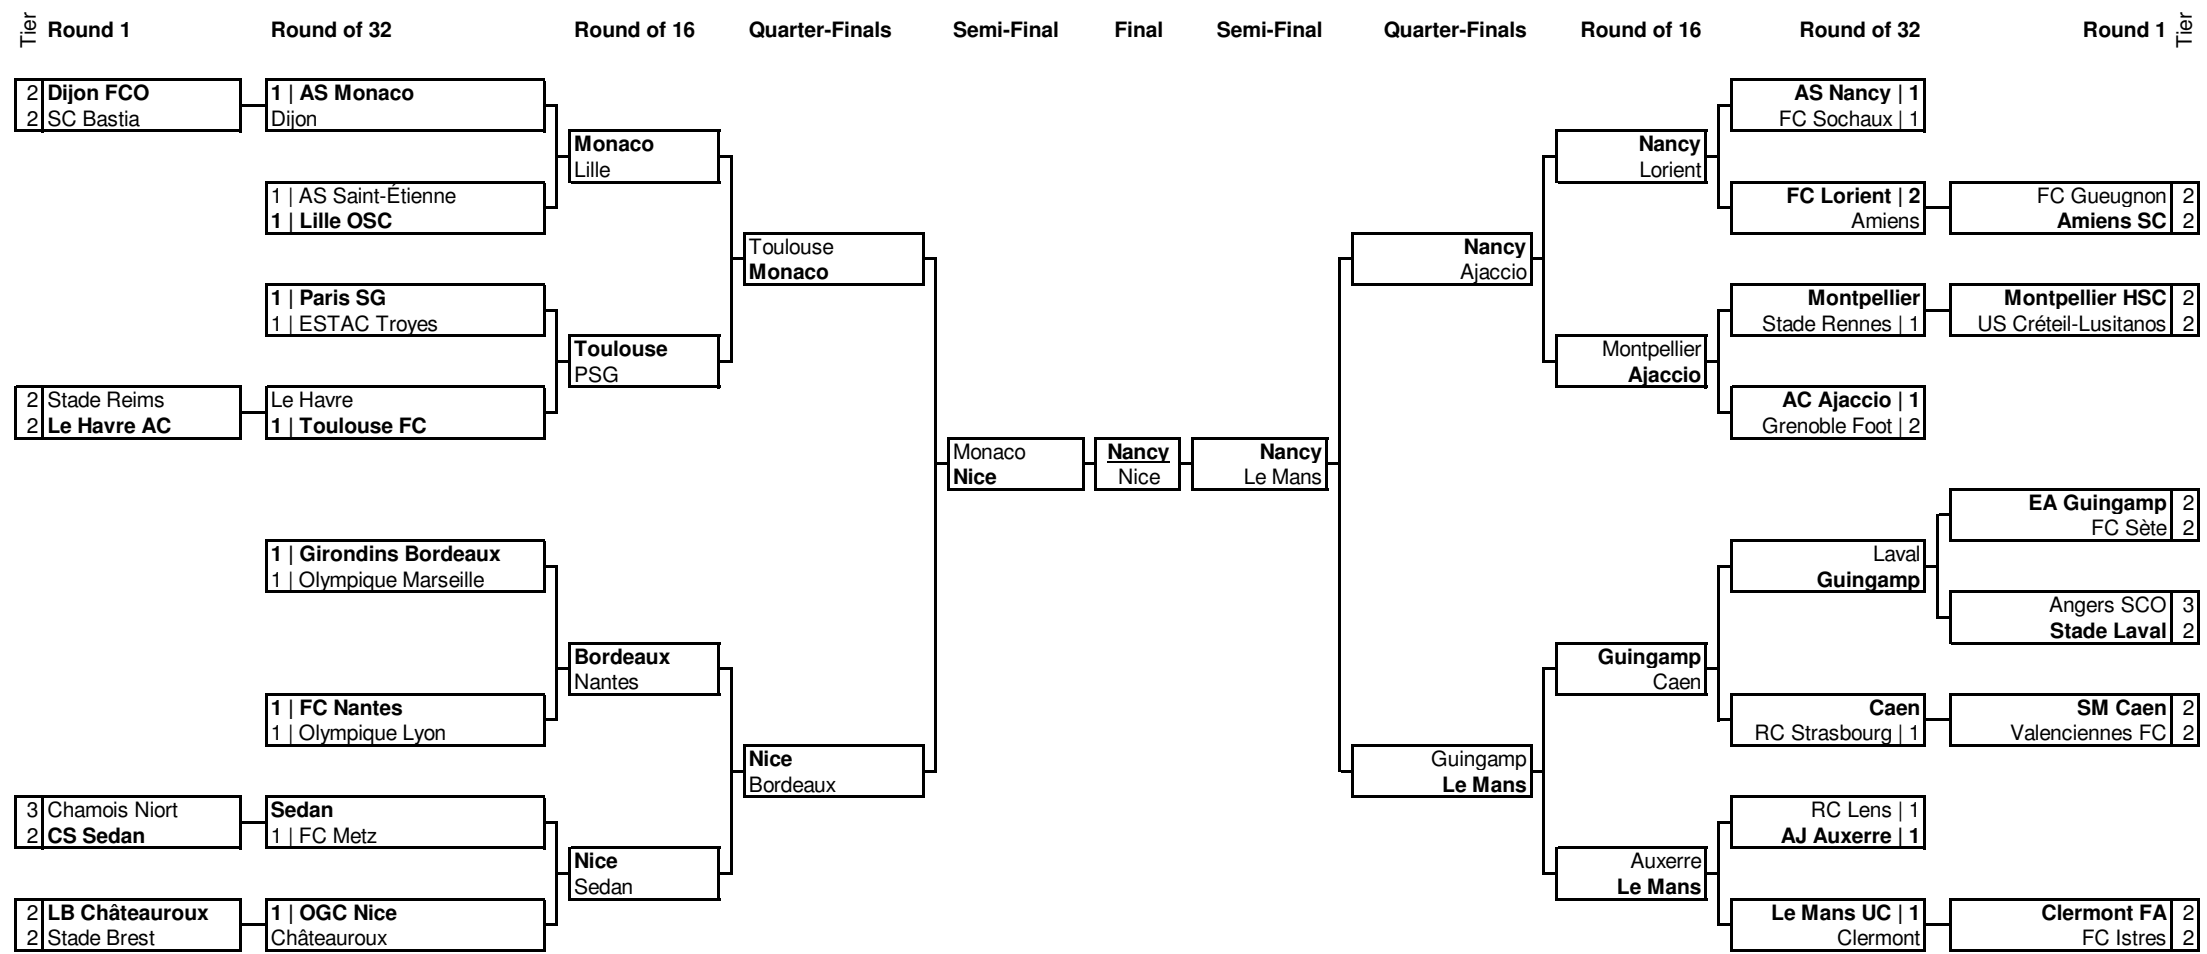 Tier Round 1 Round of 32 Round of 16 Quarter-Finals Semi-Final Final Semi-Final Quarter-Finals Round of 16 Round of 32 Round 1 Tier
2 Dijon FCO
2 SC Bastia
2 Stade Reims
2 Le Havre AC
3 Chamois Niort
2 CS Sedan
2 LB Châteauroux
2 Stade Brest
1 | AS Monaco
Dijon
1 | AS Saint-Étienne
1 | Lille OSC
1 | Paris SG
1 | ESTAC Troyes
Le Havre
1 | Toulouse FC
1 | Girondins Bordeaux
1 | Olympique Marseille
1 | FC Nantes
1 | Olympique Lyon
Sedan
1 | FC Metz
1 | OGC Nice
Châteauroux
Monaco
Lille
Toulouse
PSG
Bordeaux
Nantes
Nice
Sedan
Toulouse
Monaco
Nice
Bordeaux
Monaco
Nice
Nancy
Nice
Nancy
Le Mans
Nancy
Ajaccio
Guingamp
Le Mans
Nancy
Lorient
Montpellier
Ajaccio
Guingamp
Caen
Auxerre
Le Mans
AS Nancy | 1
FC Sochaux | 1
FC Lorient | 2
Amiens
Montpellier
Stade Rennes | 1
AC Ajaccio | 1
Grenoble Foot | 2
Laval
Guingamp
Caen
RC Strasbourg | 1
RC Lens | 1
AJ Auxerre | 1
Le Mans UC | 1
Clermont
FC Gueugnon 2
Amiens SC 2
Montpellier HSC 2
US Créteil-Lusitanos 2
EA Guingamp 2
FC Sète 2
Angers SCO 3
Stade Laval 2
SM Caen 2
Valenciennes FC 2
Clermont FA 2
FC Istres 2